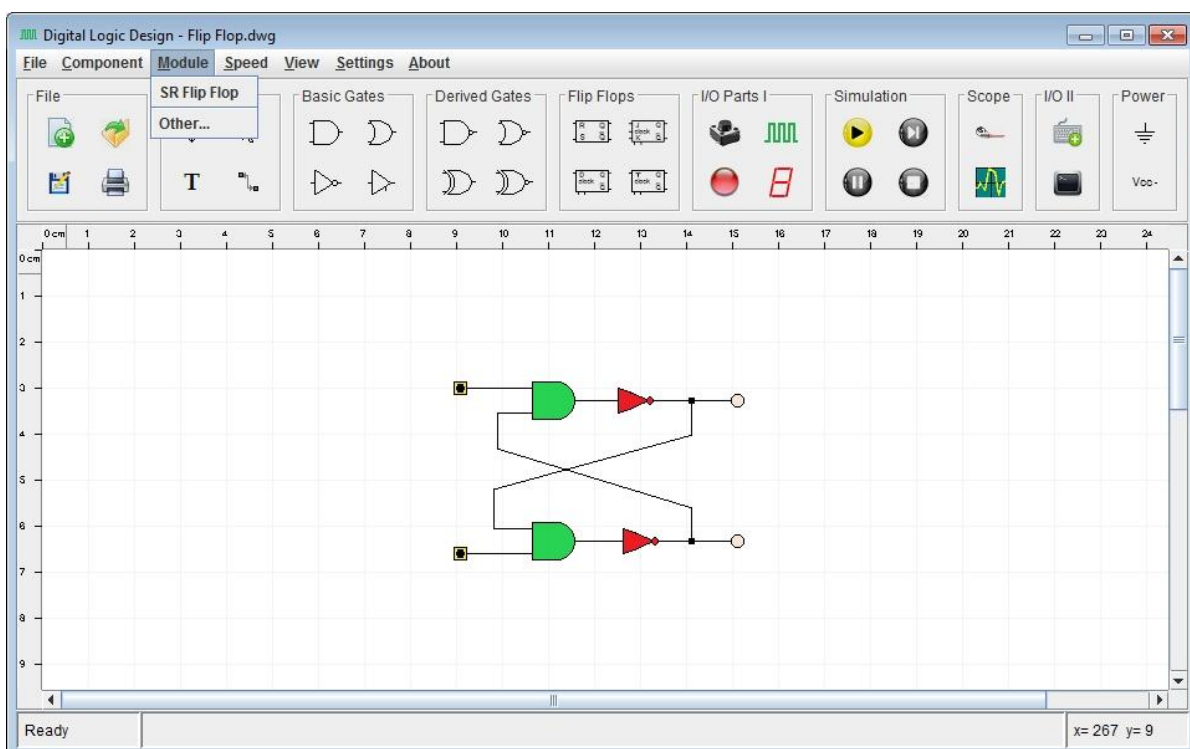 Digital Logic Design - Flip Flop.dwg
File Component Module Speed View Settings About
SR Flip Flop
Other...
File Basic Gates Derived Gates Flip Flops I/O Parts I Simulation Scope I/O II Power
T
Vcc
0 cm 1 2 3 4 5 6 7 8 9 10 11 12 13 14 15 16 17 18 19 20 21 22 23 24
0 cm
1
2
3
4
5
6
7
8
9
Ready x= 267 y= 9